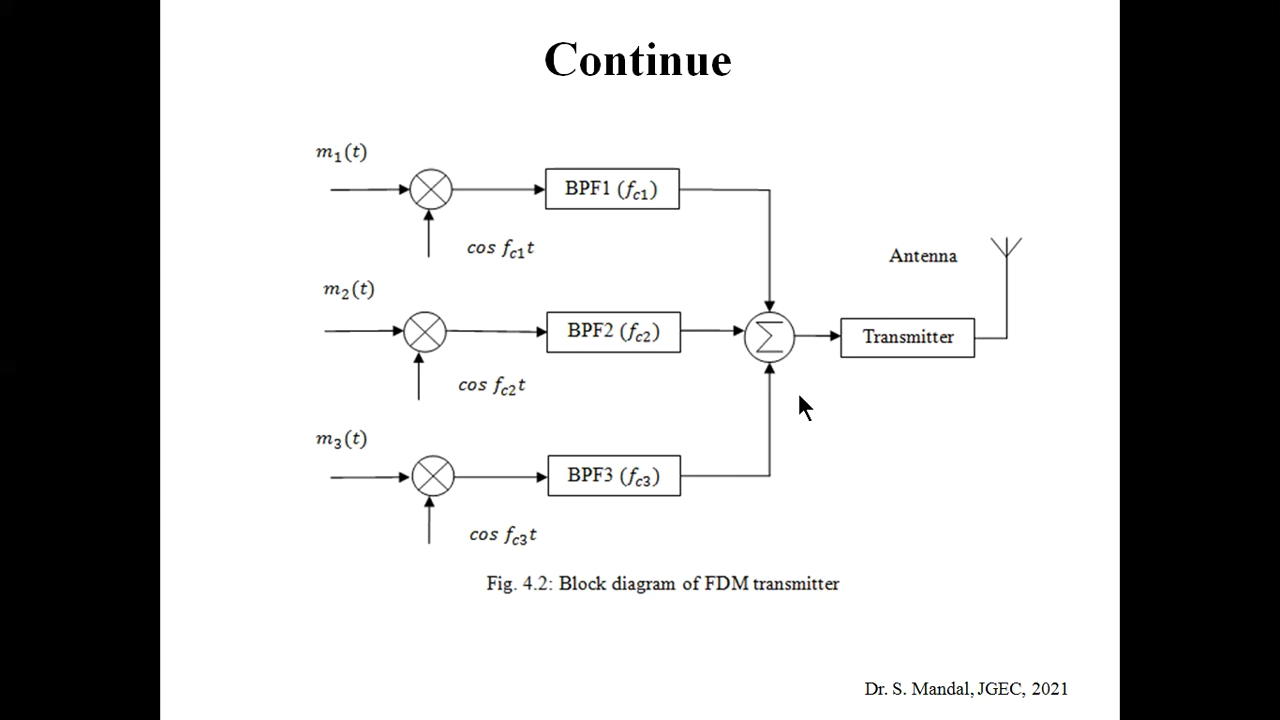 Continue
m₁(t)
BPF1 (f_c1)
cos f_c1 t
Antenna
m₂(t)
BPF2 (f_c2)
∑
Transmitter
cos f_c2 t
m₃(t)
BPF3 (f_c3)
cos f_c3 t
Fig. 4.2: Block diagram of FDM transmitter
Dr. S. Mandal, JGEC, 2021